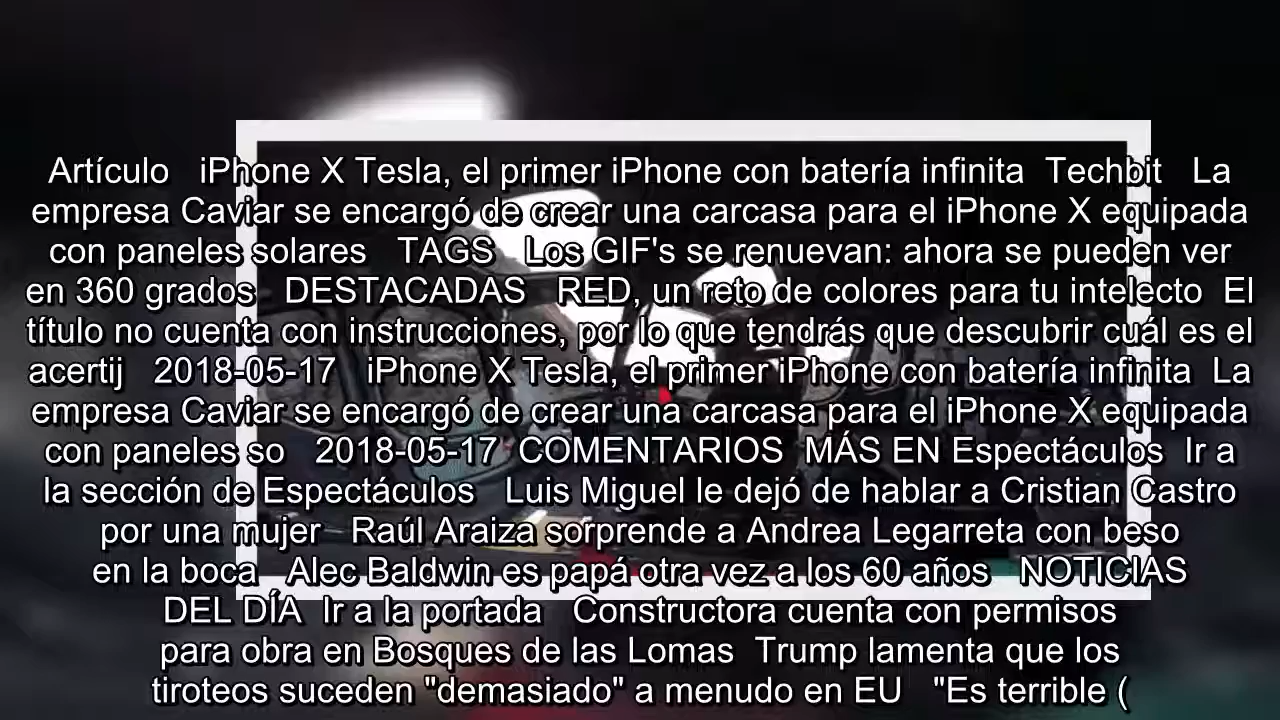 Artículo iPhone X Tesla, el primer iPhone con batería infinita Techbit La
empresa Caviar se encargó de crear una carcasa para el iPhone X equipada
con paneles solares TAGS Los GIF's se renuevan: ahora se pueden ver
en 360 grados DESTACADAS RED, un reto de colores para tu intelecto El
título no cuenta con instrucciones, por lo que tendrás que descubrir cuál es el
acertij 2018-05-17 iPhone X Tesla, el primer iPhone con batería infinita La
empresa Caviar se encargó de crear una carcasa para el iPhone X equipada
con paneles so 2018-05-17 COMENTARIOS MÁS EN Espectáculos Ir a
la sección de Espectáculos Luis Miguel le dejó de hablar a Cristian Castro
por una mujer Raúl Araiza sorprende a Andrea Legarreta con beso
en la boca Alec Baldwin es papá otra vez a los 60 años NOTICIAS
DEL DÍA Ir a la portada Constructora cuenta con permisos
para obra en Bosques de las Lomas Trump lamenta que los
tiroteos suceden "demasiado" a menudo en EU "Es terrible (